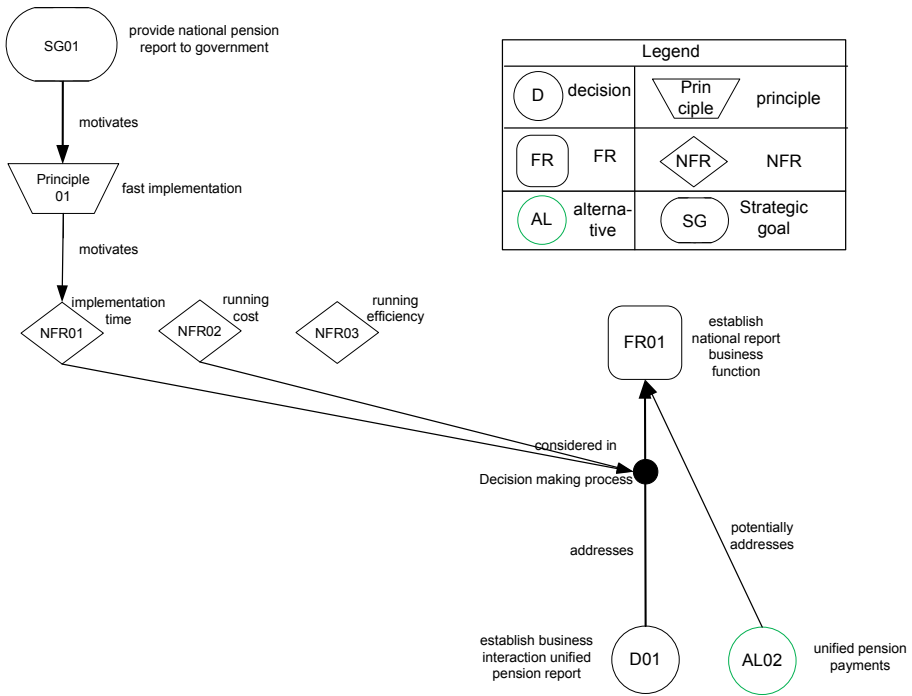 SG01
provide national pension
report to government
motivates
Principle
01
fast implementation
motivates
NFR01
implementation
time
NFR02
running
cost
NFR03
running
efficiency
Legend
D
decision
Prin
ciple
principle
FR
FR
NFR
NFR
AL
alterna-
tive
SG
Strategic
goal
FR01
establish
national report
business
function
considered in
Decision making process
addresses
potentially
addresses
establish business
interaction unified
pension report
D01
AL02
unified pension
payments